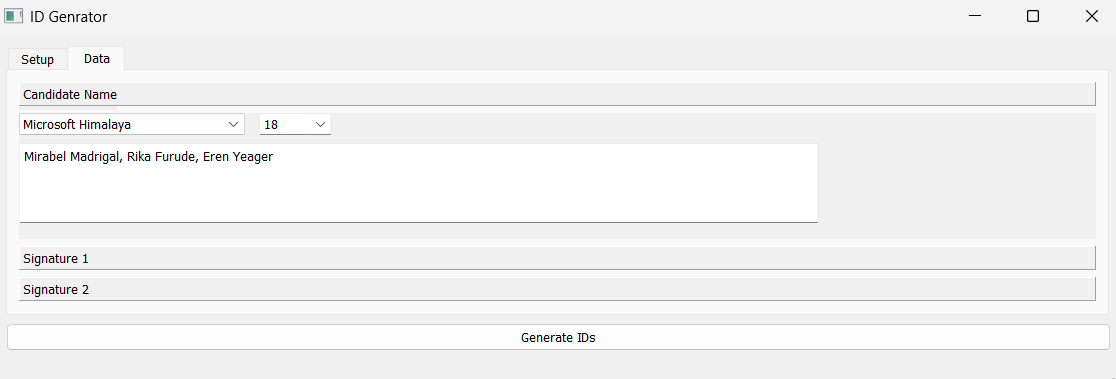 ID Genrator
Setup Data
Candidate Name
Microsoft Himalaya 18
Mirabel Madrigal, Rika Furude, Eren Yeager
Signature 1
Signature 2
Generate IDs